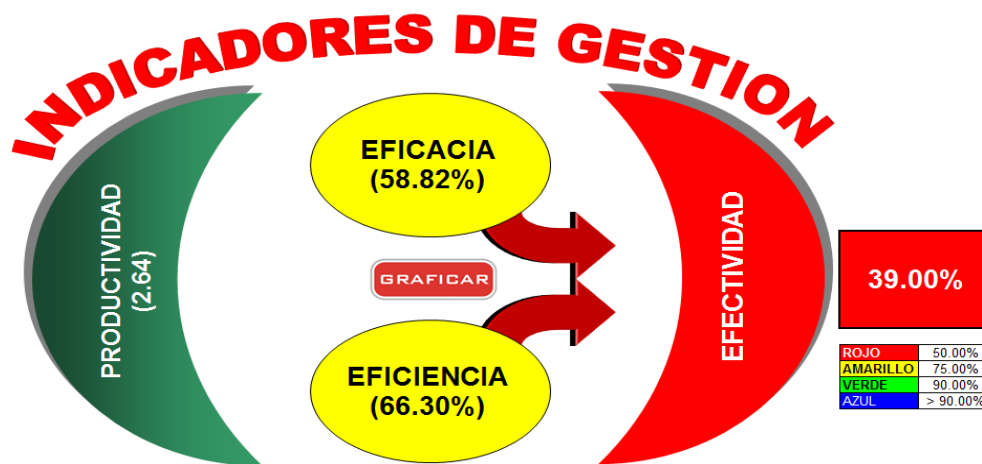 INDICADORES DE GESTION
PRODUCTIVIDAD
(2.64)
EFICACIA
(58.82%)
GRAFICAR
EFICIENCIA
(66.30%)
EFECTIVIDAD
39.00%
ROJO 50.00%
AMARILLO 75.00%
VERDE 90.00%
AZUL > 90.00%